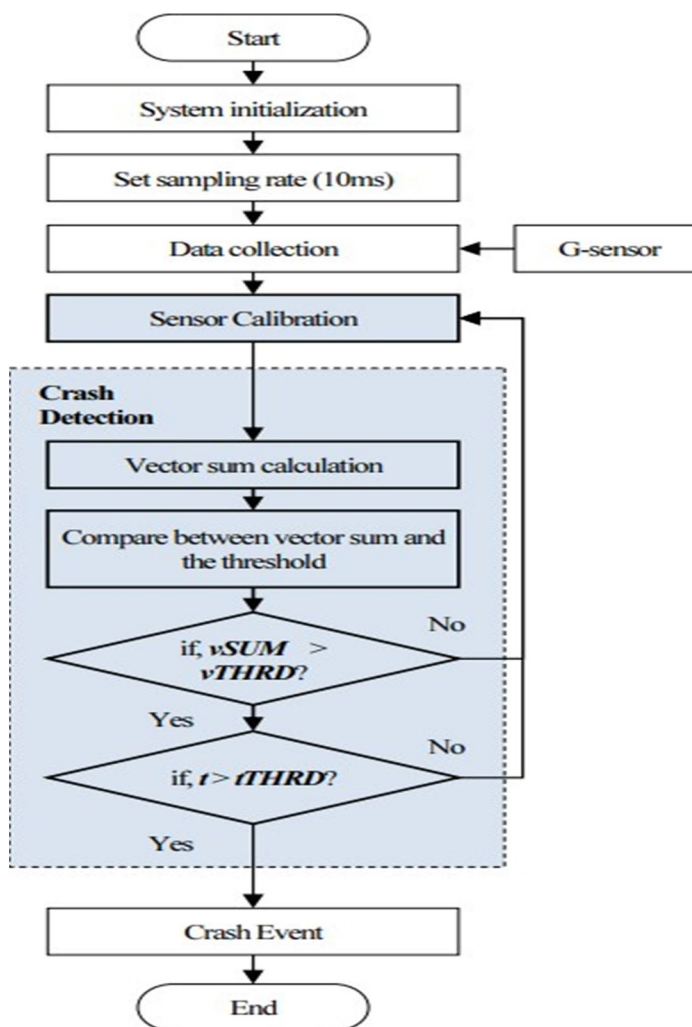 Start
System initialization
Set sampling rate (10ms)
Data collection
G-sensor
Sensor Calibration
Crash
Detection
Vector sum calculation
Compare between vector sum and
the threshold
No
if, vSUM >
vTHRD?
Yes
No
if, t > tTHRD?
Yes
Crash Event
End